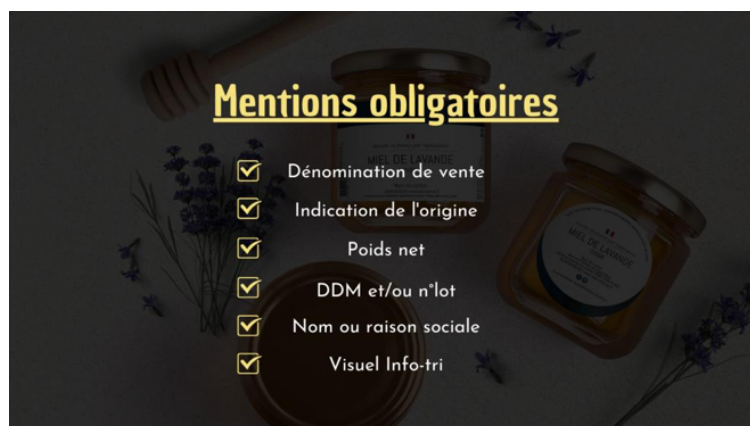 Mentions obligatoires
Dénomination de vente
Indication de l'origine
Poids net
DDM et/ou n°lot
Nom ou raison sociale
Visuel Info-tri
MIEL DE LAVANDE
MIEL DE LAVANDE